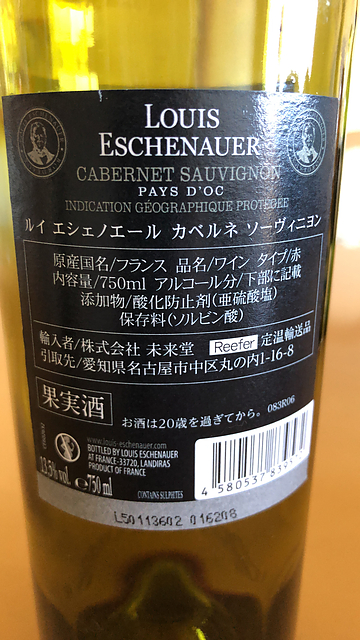 LOUIS
ESCHENAUER
CABERNET SAUVIGNON
PAYS D'OC
INDICATION GÉOGRAPHIQUE PROTÉGÉE
ルイ エシェノエール カベルネ ソーヴィニヨン
原産国名/フランス 品名/ワイン タイプ/赤
内容量/750ml アルコール分/下部に記載
添加物/酸化防止剤(亜硫酸塩)
保存料(ソルビン酸)
輸入者/株式会社 未来堂 Reefer 定温輸送品
引取先/愛知県名古屋市中区丸の内1-16-8
果実酒
お酒は20歳を過ぎてから。 083R06
www.louis-eschenauer.com
BOTTLED BY LOUIS ESCHENAUER
AT FRANCE-33720, LANDIRAS
PRODUCT OF FRANCE
13.5% vol. e 750 ml
CONTAINS SULPHITES
4 580537 839
L50113602 016208